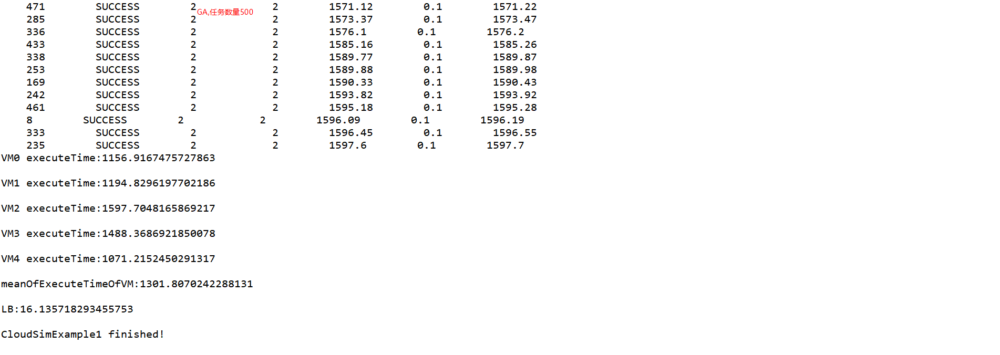 471 SUCCESS 2 2 1571.12 0.1 1571.22
GA,任务数量500
285 SUCCESS 2 2 1573.37 0.1 1573.47
336 SUCCESS 2 2 1576.1 0.1 1576.2
433 SUCCESS 2 2 1585.16 0.1 1585.26
338 SUCCESS 2 2 1589.77 0.1 1589.87
253 SUCCESS 2 2 1589.88 0.1 1589.98
169 SUCCESS 2 2 1590.33 0.1 1590.43
242 SUCCESS 2 2 1593.82 0.1 1593.92
461 SUCCESS 2 2 1595.18 0.1 1595.28
8 SUCCESS 2 2 1596.09 0.1 1596.19
333 SUCCESS 2 2 1596.45 0.1 1596.55
235 SUCCESS 2 2 1597.6 0.1 1597.7
VM0 executeTime:1156.9167475727863
VM1 executeTime:1194.8296197702186
VM2 executeTime:1597.7048165869217
VM3 executeTime:1488.3686921850078
VM4 executeTime:1071.2152450291317
meanOfExecuteTimeOfVM:1301.8070242288131
LB:16.135718293455753
CloudSimExample1 finished!